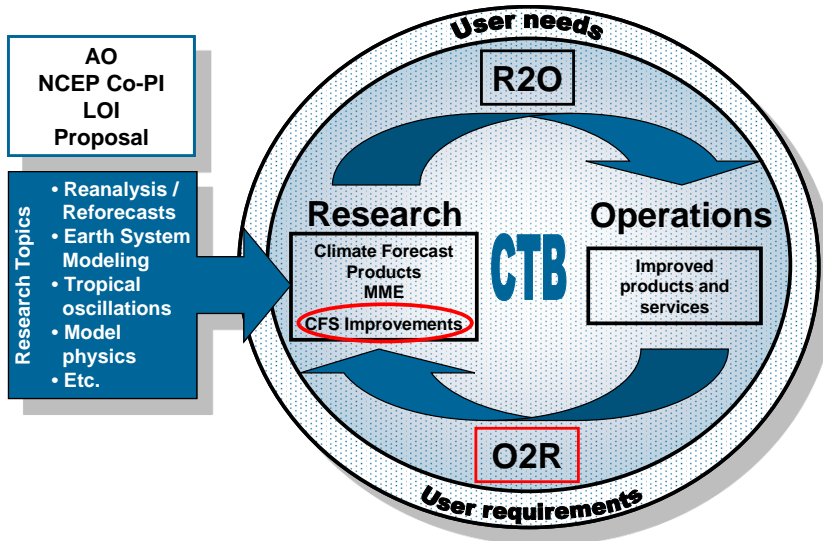 AO
NCEP Co-PI
LOI
Proposal
Research Topics
• Reanalysis /
Reforecasts
• Earth System
Modeling
• Tropical
oscillations
• Model
physics
• Etc.
User needs
R2O
Research
Climate Forecast
Products
MME
CFS Improvements
CTB
Operations
Improved
products and
services
O2R
User requirements